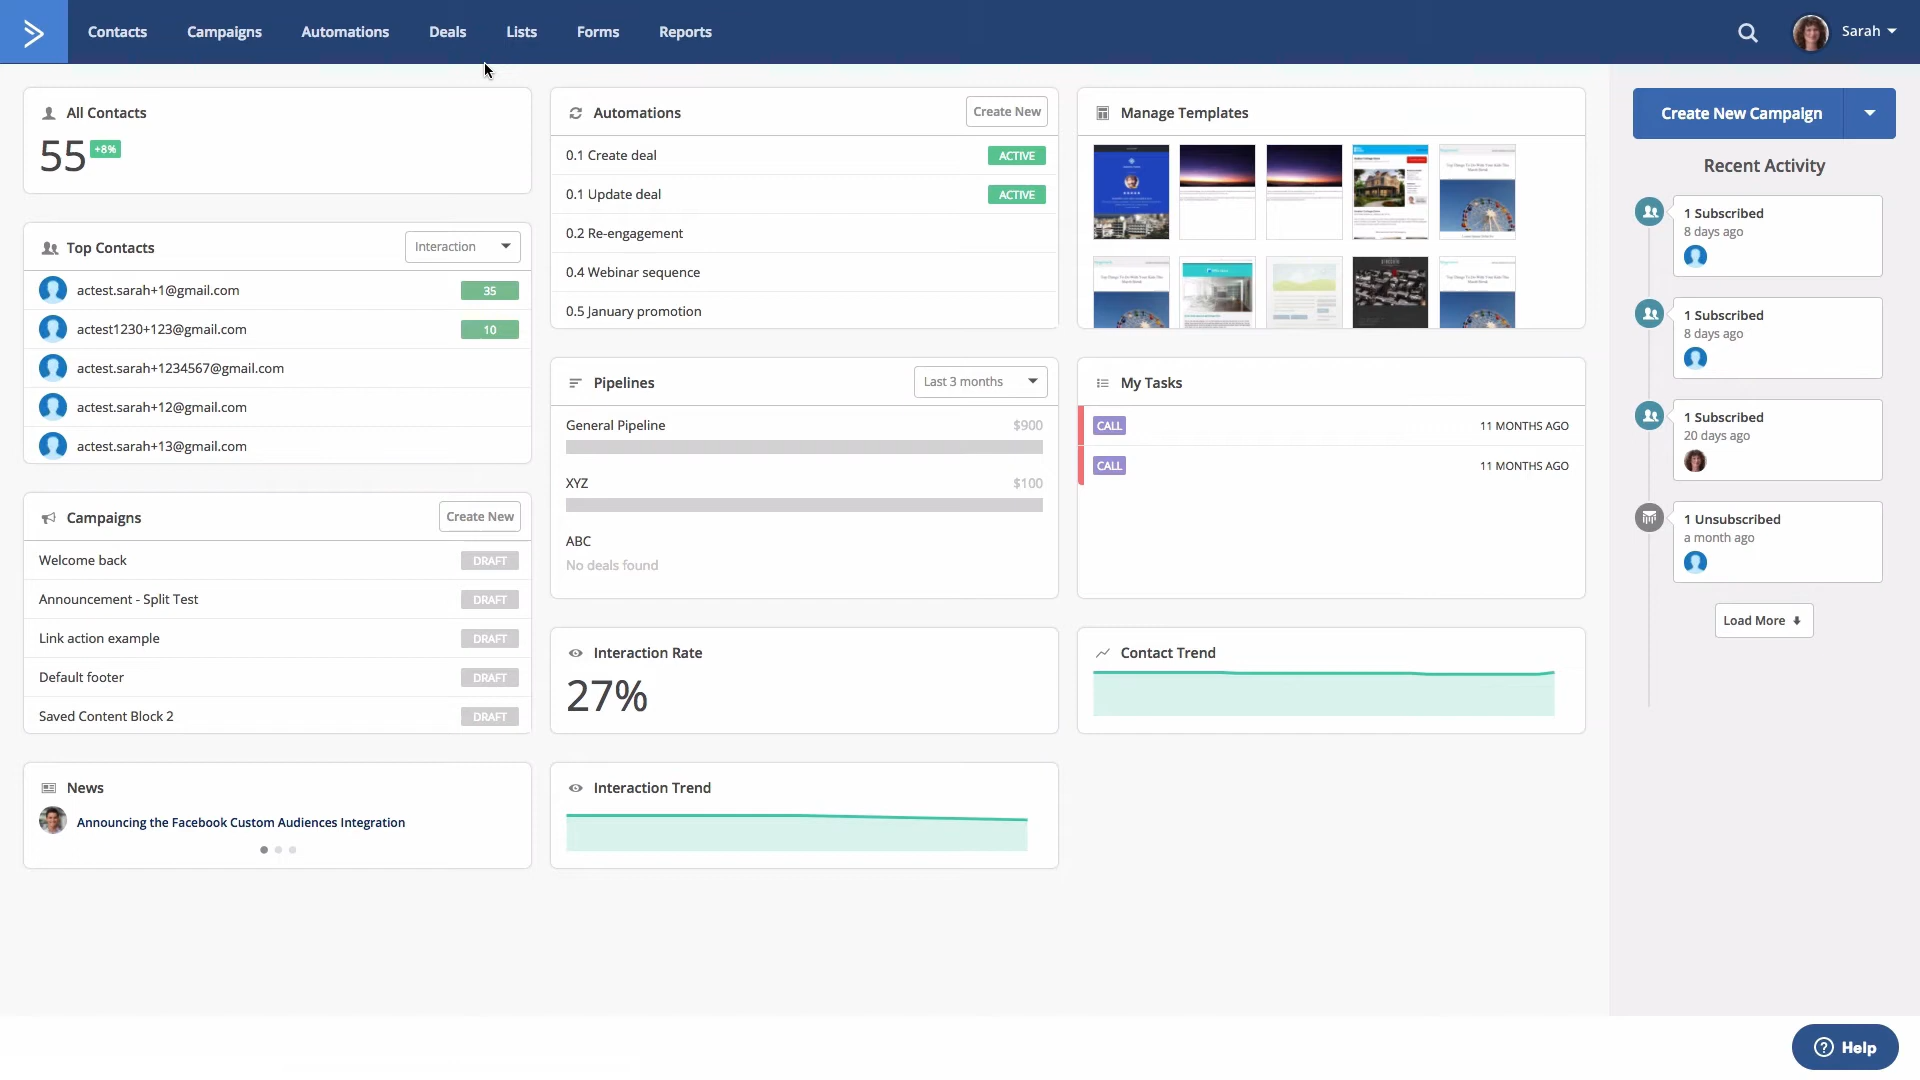 Contacts
Campaigns
Automations
Deals
Lists
Forms
Reports
Sarah
All Contacts
55 +8%
Top Contacts
Interaction
actest.sarah+1@gmail.com 35
actest1230+123@gmail.com 10
actest.sarah+1234567@gmail.com
actest.sarah+12@gmail.com
actest.sarah+13@gmail.com
Campaigns
Create New
Welcome back DRAFT
Announcement - Split Test DRAFT
Link action example DRAFT
Default footer DRAFT
Saved Content Block 2 DRAFT
News
Announcing the Facebook Custom Audiences Integration
Automations
Create New
0.1 Create deal ACTIVE
0.1 Update deal ACTIVE
0.2 Re-engagement
0.4 Webinar sequence
0.5 January promotion
Pipelines
Last 3 months
General Pipeline $900
XYZ $100
ABC
No deals found
Interaction Rate
27%
Interaction Trend
Manage Templates
My Tasks
CALL 11 MONTHS AGO
CALL 11 MONTHS AGO
Contact Trend
Create New Campaign
Recent Activity
1 Subscribed
8 days ago
1 Subscribed
8 days ago
1 Subscribed
20 days ago
1 Unsubscribed
a month ago
Load More
Help